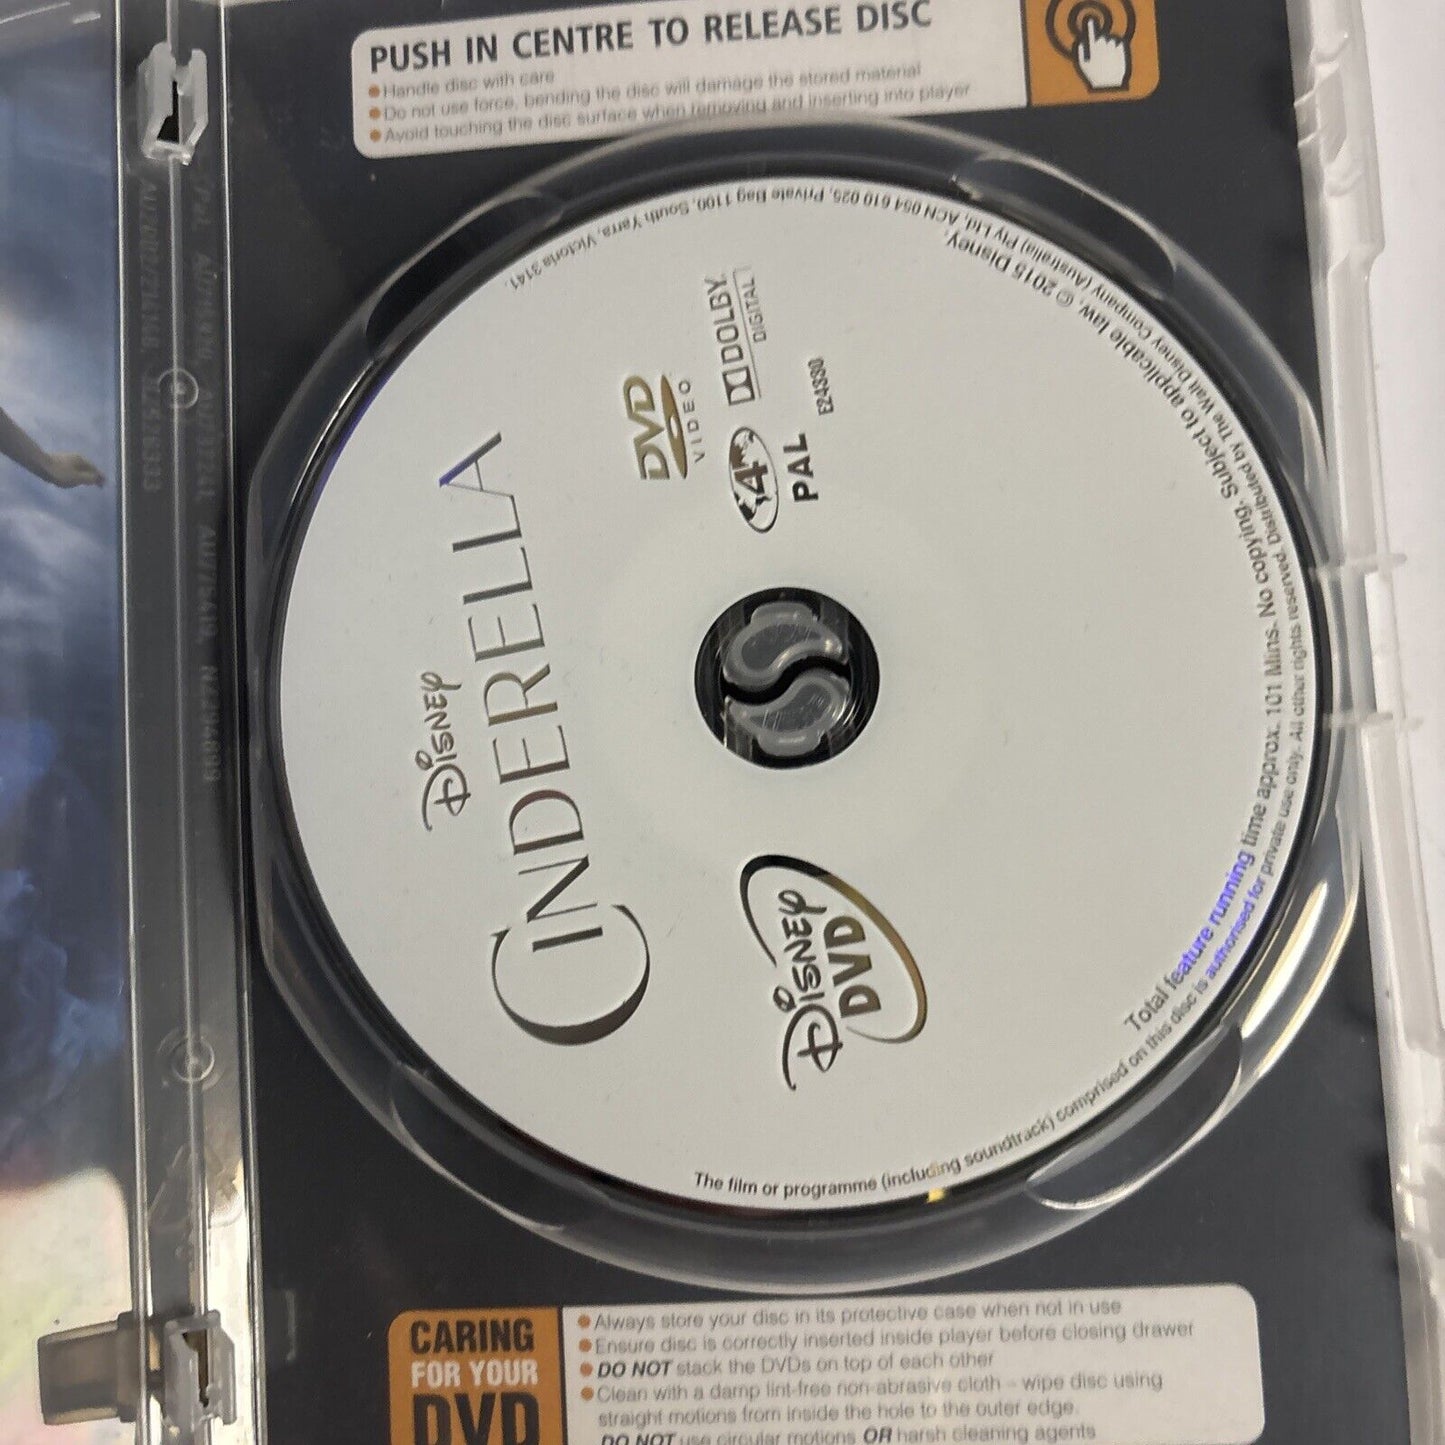 PUSH IN CENTRE TO RELEASE DISC
Handle disc with care
Do not use force, bending the disc will damage the stored material
Avoid touching the disc surface when removing and inserting into player
DISNEY
CINDERELLA
DVD
VIDEO
DOLBY
DIGITAL
4
PAL
E24330
DISNEY
DVD
Total feature running time approx. 101 Mins. No copying. Subject to applicable law. © 2015 Disney.
The film or programme (including soundtrack) comprised on this disc is authorised for private use only. All other rights reserved. Distributed by The Walt Disney Company (Australia) Pty Ltd, ACN 054 610 025, Private Bag 1100, South Yarra, Victoria 3141.
CARING
FOR YOUR
DVD
Always store your disc in its protective case when not in use
Ensure disc is correctly inserted inside player before closing drawer
DO NOT stack the DVDs on top of each other
Clean with a damp lint-free non-abrasive cloth – wipe disc using
straight motions from inside the hole to the outer edge.
DO NOT use circular motions OR harsh cleaning agents